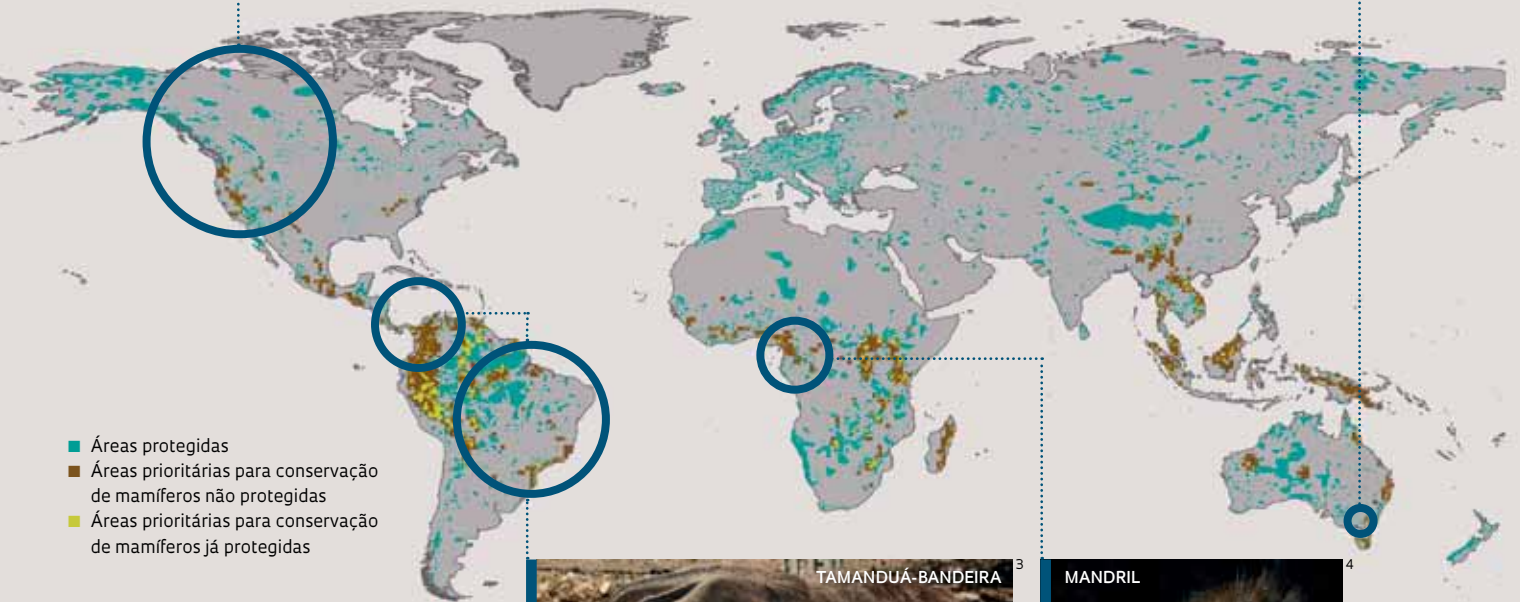 Áreas protegidas
Áreas prioritárias para conservação
de mamíferos não protegidas
Áreas prioritárias para conservação
de mamíferos já protegidas
TAMANDUÁ-BANDEIRA
3
MANDRIL
4